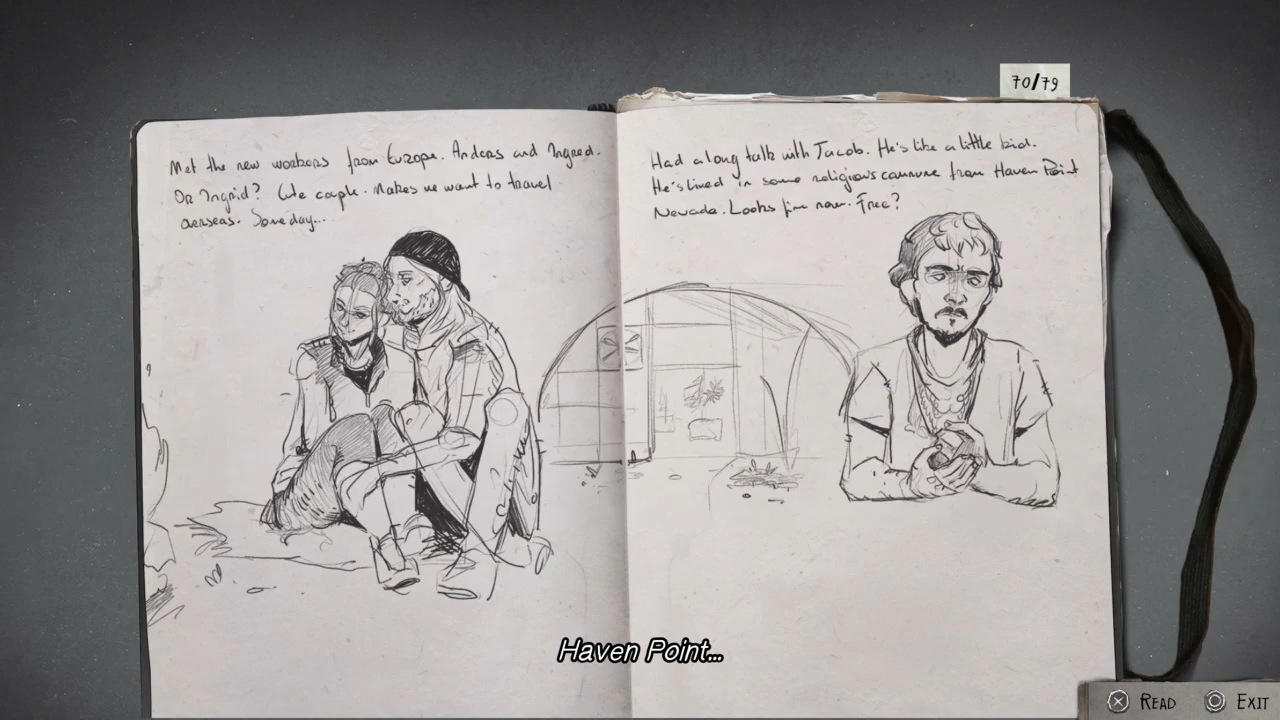 70/79
Met the new workers from Europe. Anders and Ingred.
Or Ingrid? Cute couple. Makes me want to travel
overseas. Someday...
Had a long talk with Jacob. He's like a little kid.
He's lived in some religious commune from Haven Point
Nevada. Looks fine now. Free?
Haven Point...
READ
EXIT